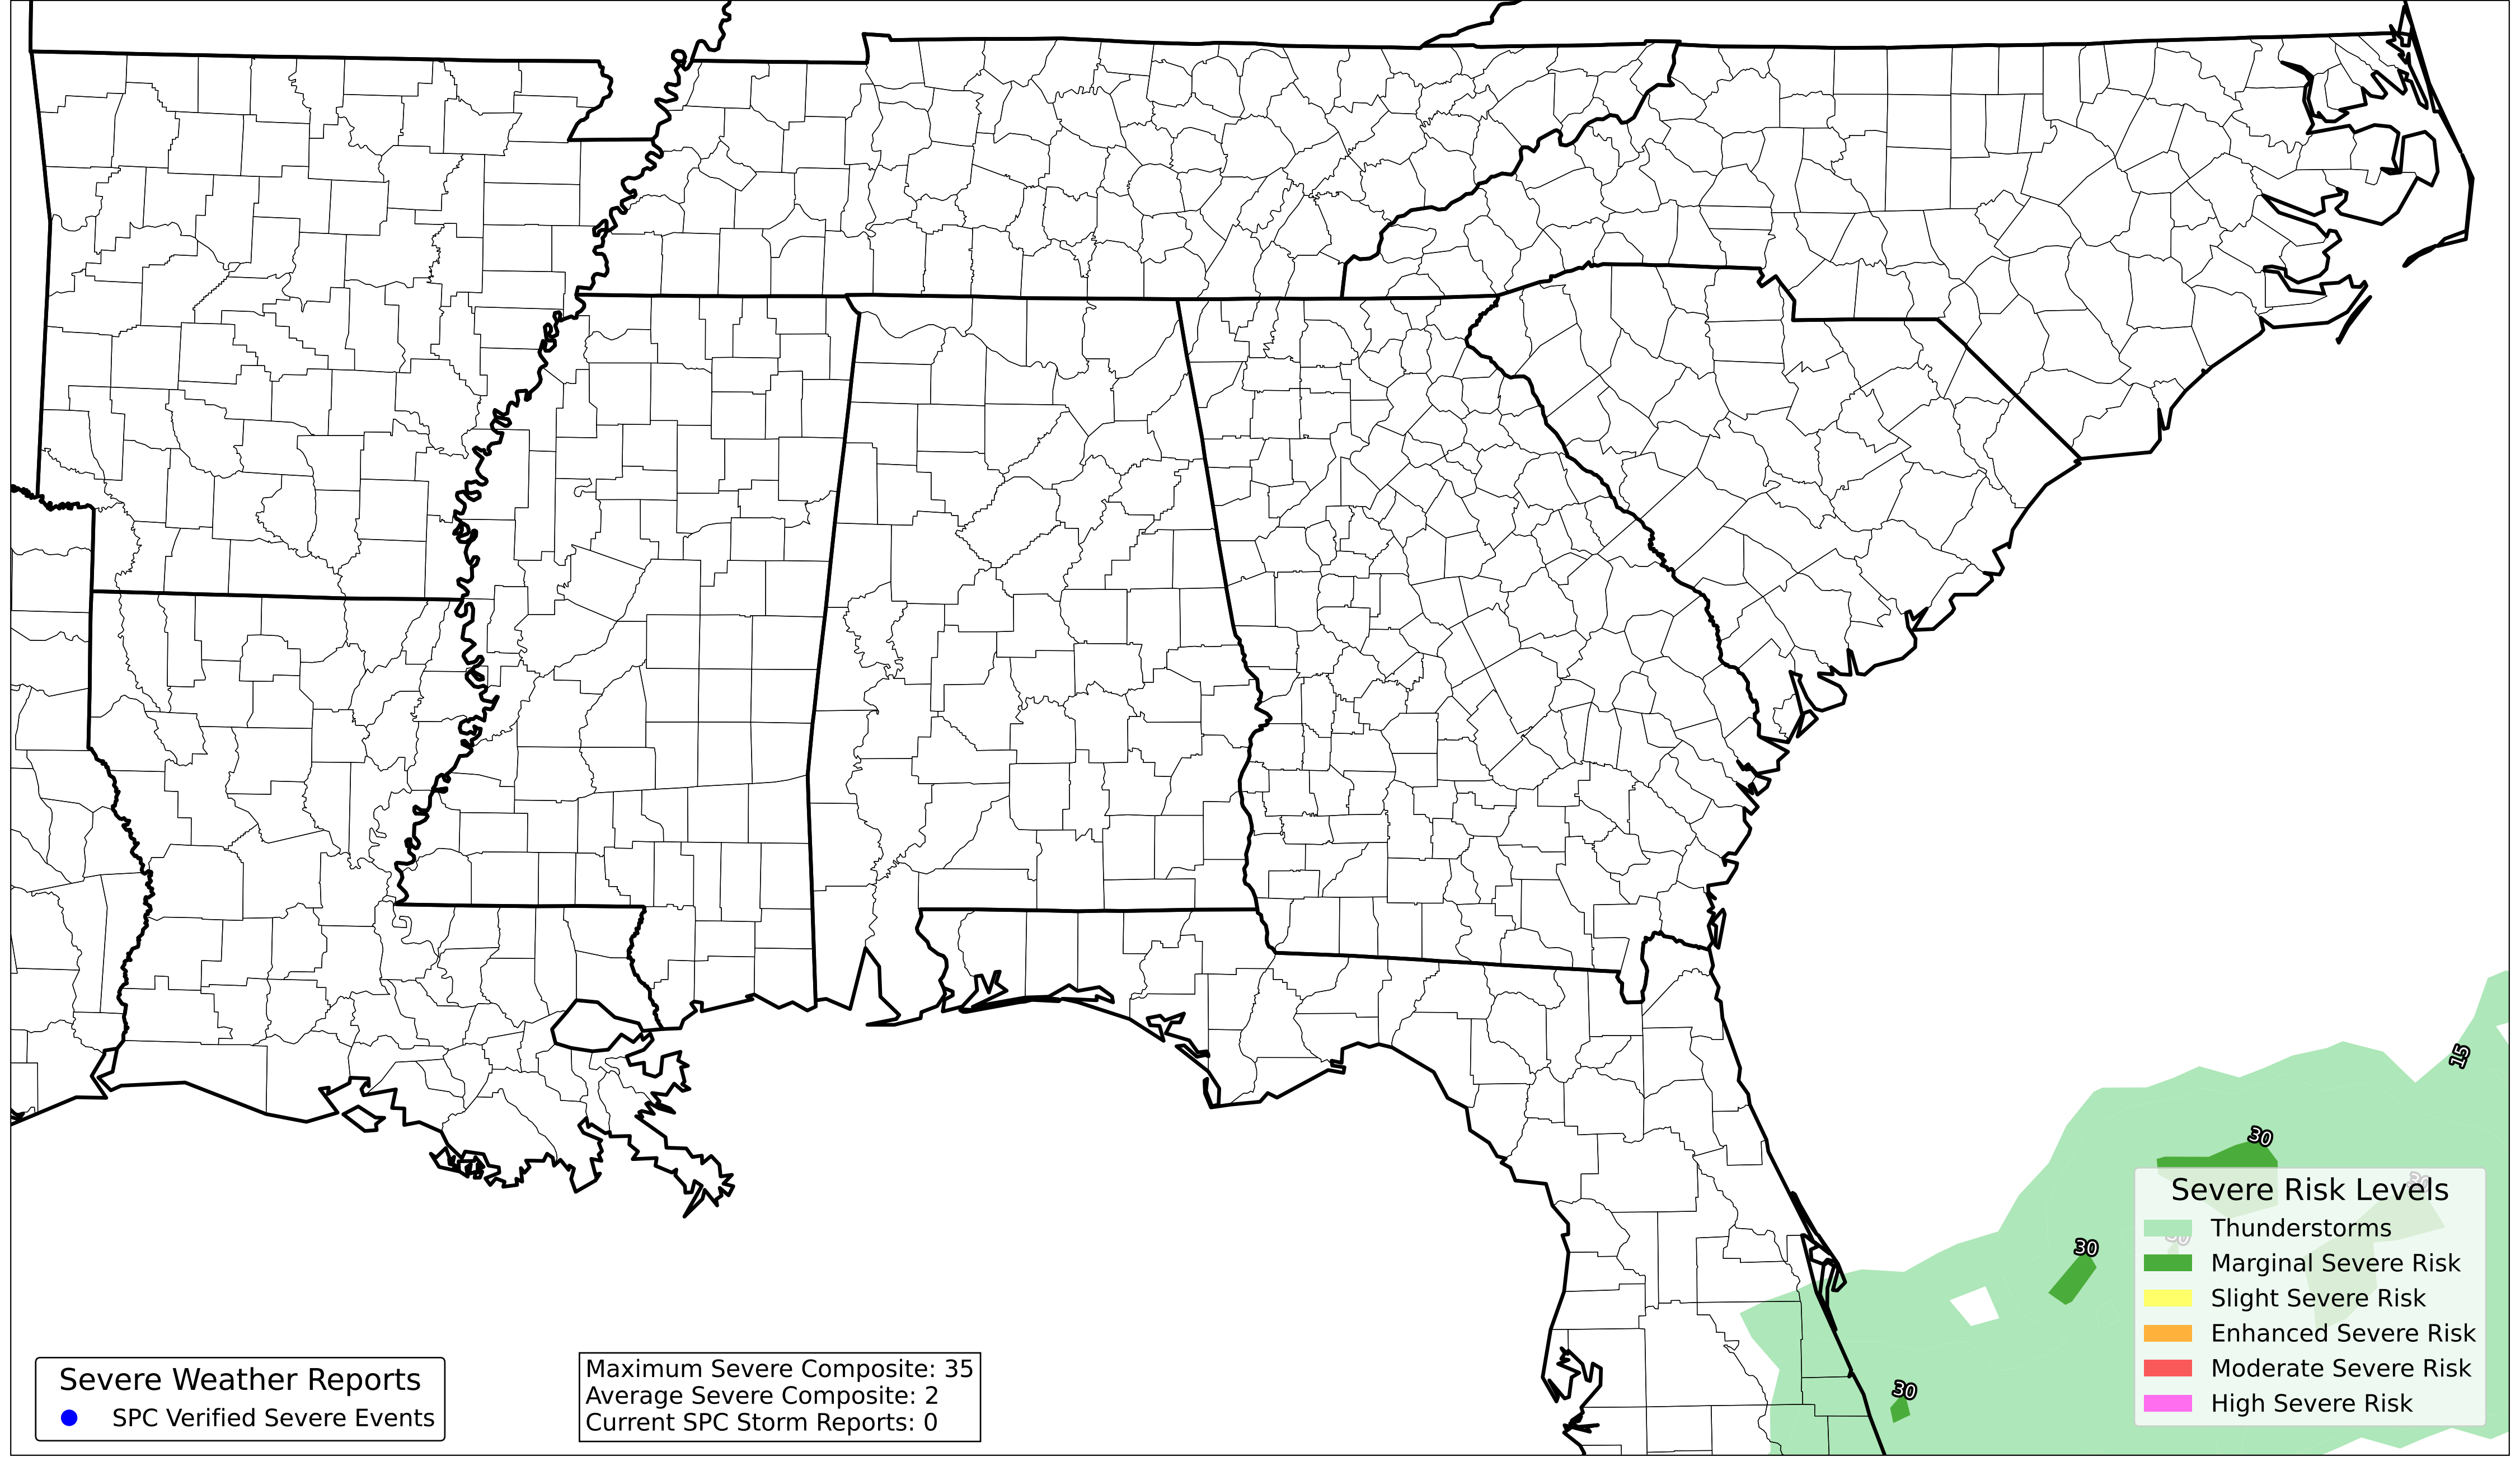 15
30
30
30
30
30
Severe Risk Levels
Thunderstorms
Marginal Severe Risk
Slight Severe Risk
Enhanced Severe Risk
Moderate Severe Risk
High Severe Risk
Severe Weather Reports
SPC Verified Severe Events
Maximum Severe Composite: 35
Average Severe Composite: 2
Current SPC Storm Reports: 0